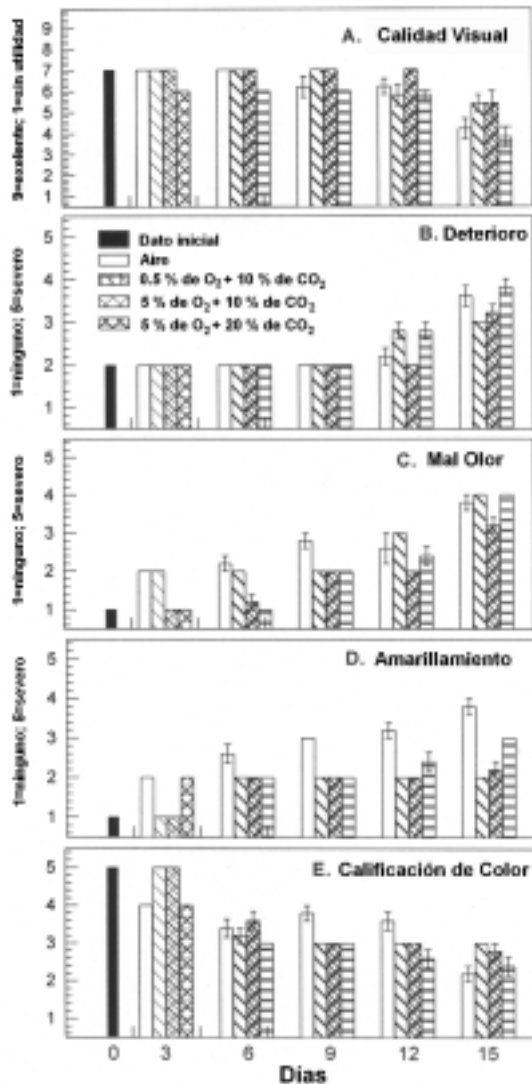 A. Calidad Visual
9=exelente; 1=sin utilidad
9
8
7
6
5
4
3
2
1
B. Deterioro
1=ninguno; 5=severo
5
4
3
2
1
Dato inicial
Aire
0.5 % de O₂ + 10 % de CO₂
5 % de O₂ + 10 % de CO₂
5 % de O₂ + 20 % de CO₂
C. Mal Olor
1=ninguno; 5=severo
5
4
3
2
1
D. Amarillamiento
1=ninguno; 5=severo
5
4
3
2
1
E. Calificación de Color
5
4
3
2
1
0 3 6 9 12 15
Dias